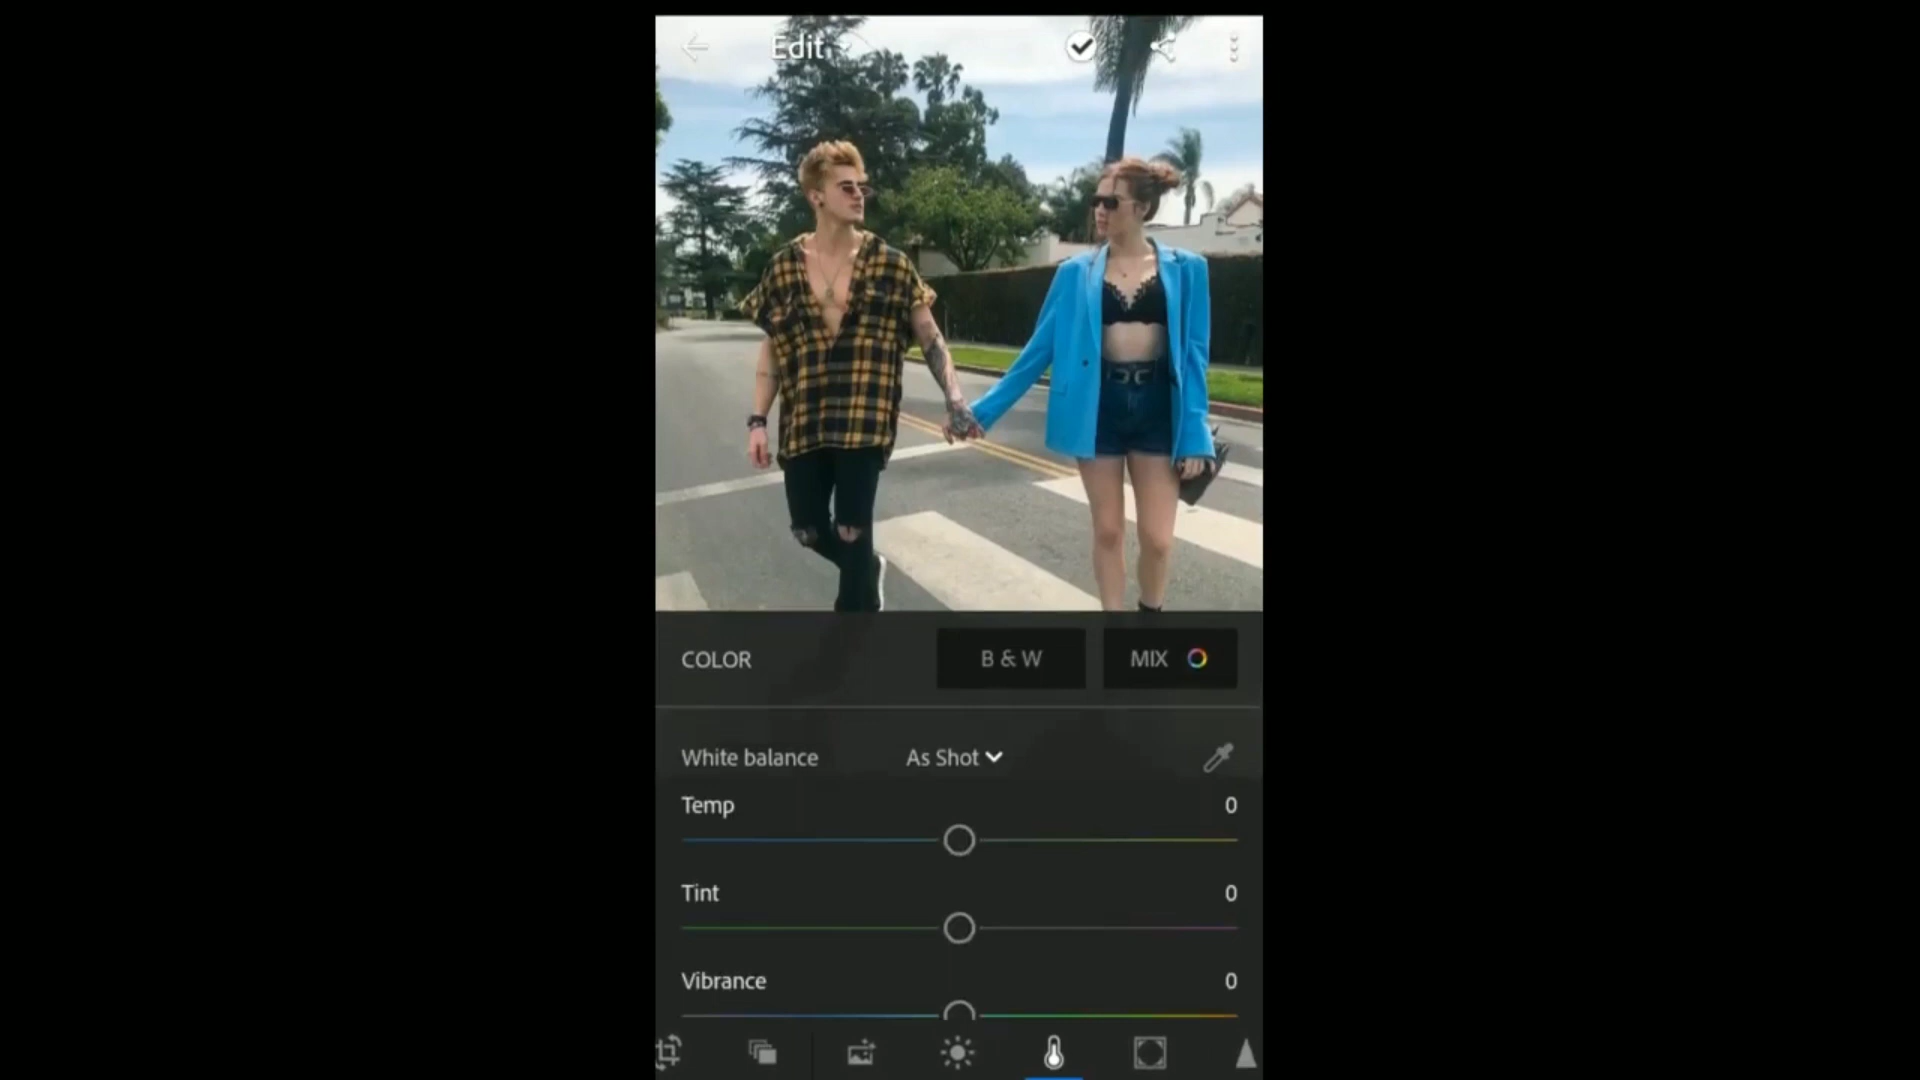 Edit
COLOR
B & W
MIX
White balance
As Shot
Temp
0
Tint
0
Vibrance
0